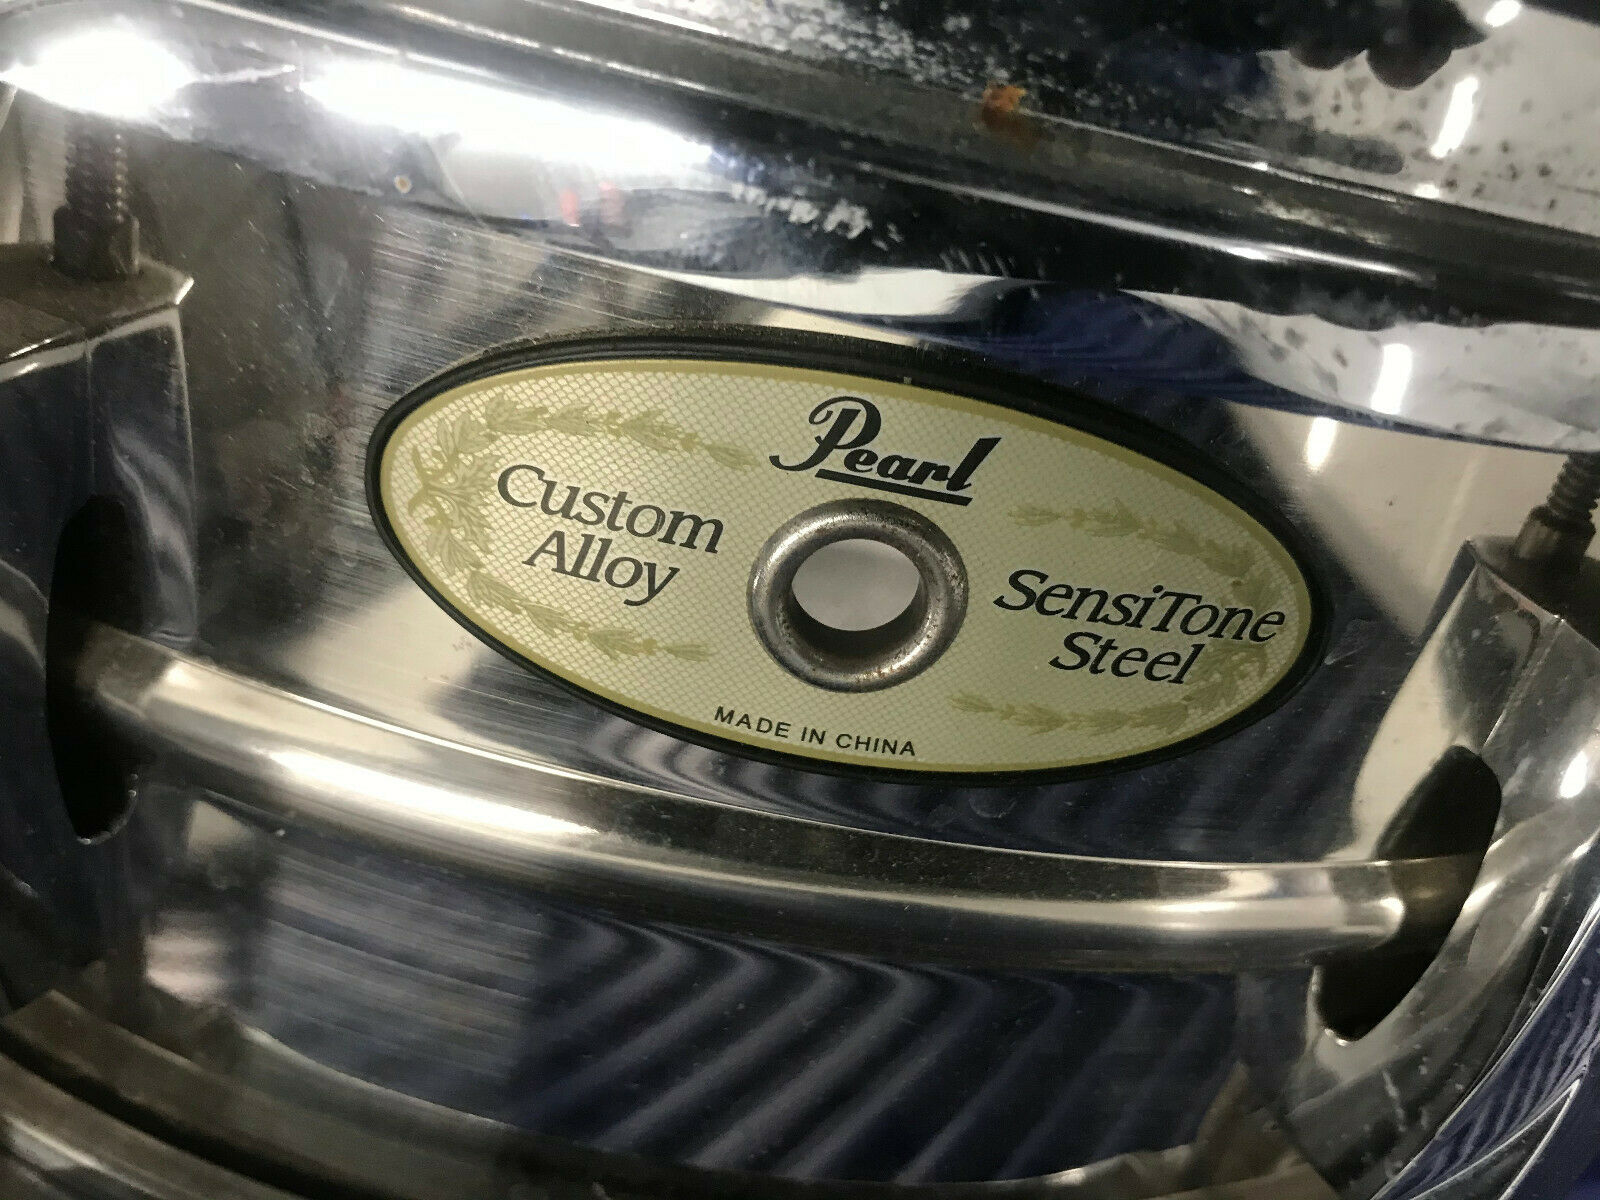 Pearl
Custom
Alloy
SensiTone
Steel
MADE IN CHINA